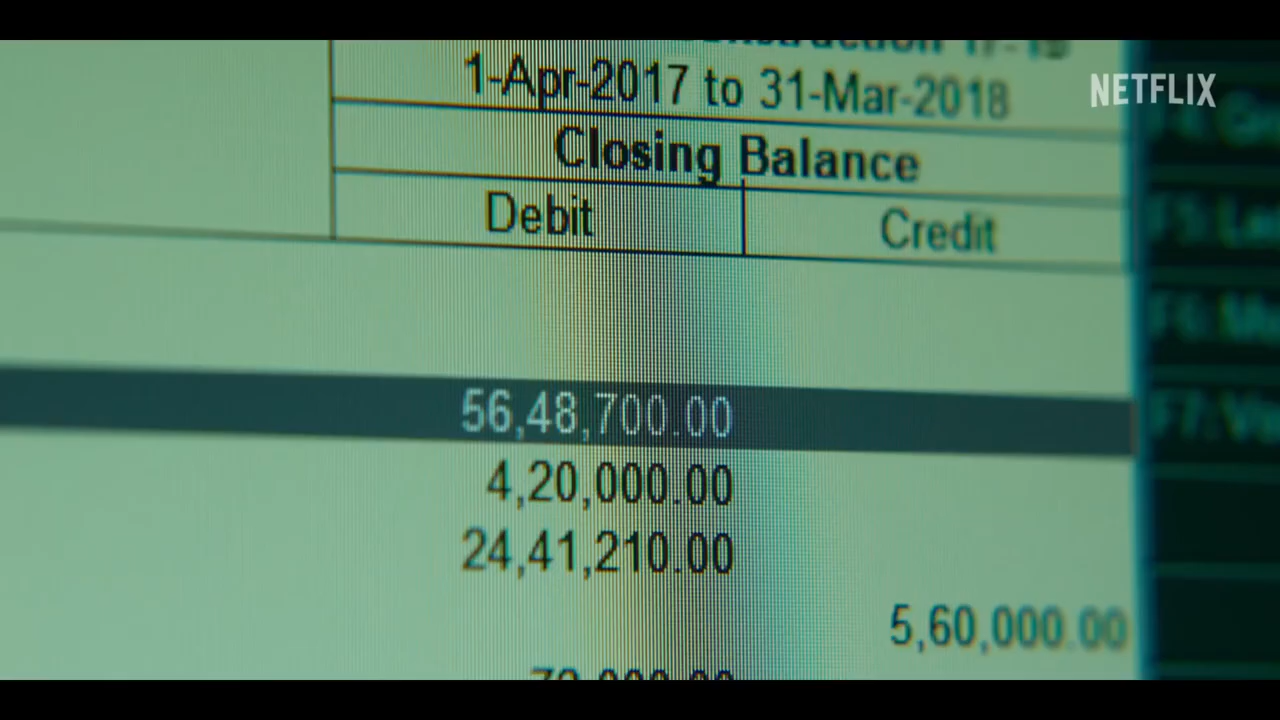 1-Apr-2017 to 31-Mar-2018
NETFLIX
Closing Balance
Debit Credit
56,48,700.00
4,20,000.00
24,41,210.00
5,60,000.00